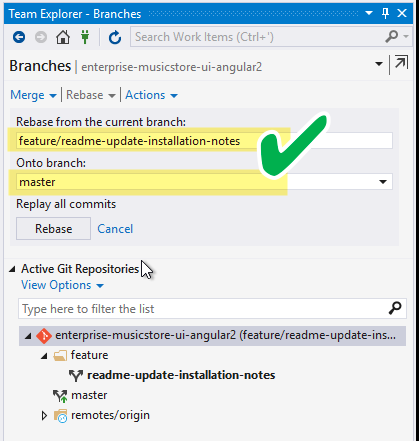 Team Explorer - Branches
Search Work Items (Ctrl+')
Branches | enterprise-musicstore-ui-angular2
Merge | Rebase | Actions
Rebase from the current branch:
feature/readme-update-installation-notes
Onto branch:
master
Replay all commits
Rebase Cancel
Active Git Repositories
View Options
Type here to filter the list
enterprise-musicstore-ui-angular2 (feature/readme-update-ins...
feature
readme-update-installation-notes
master
remotes/origin